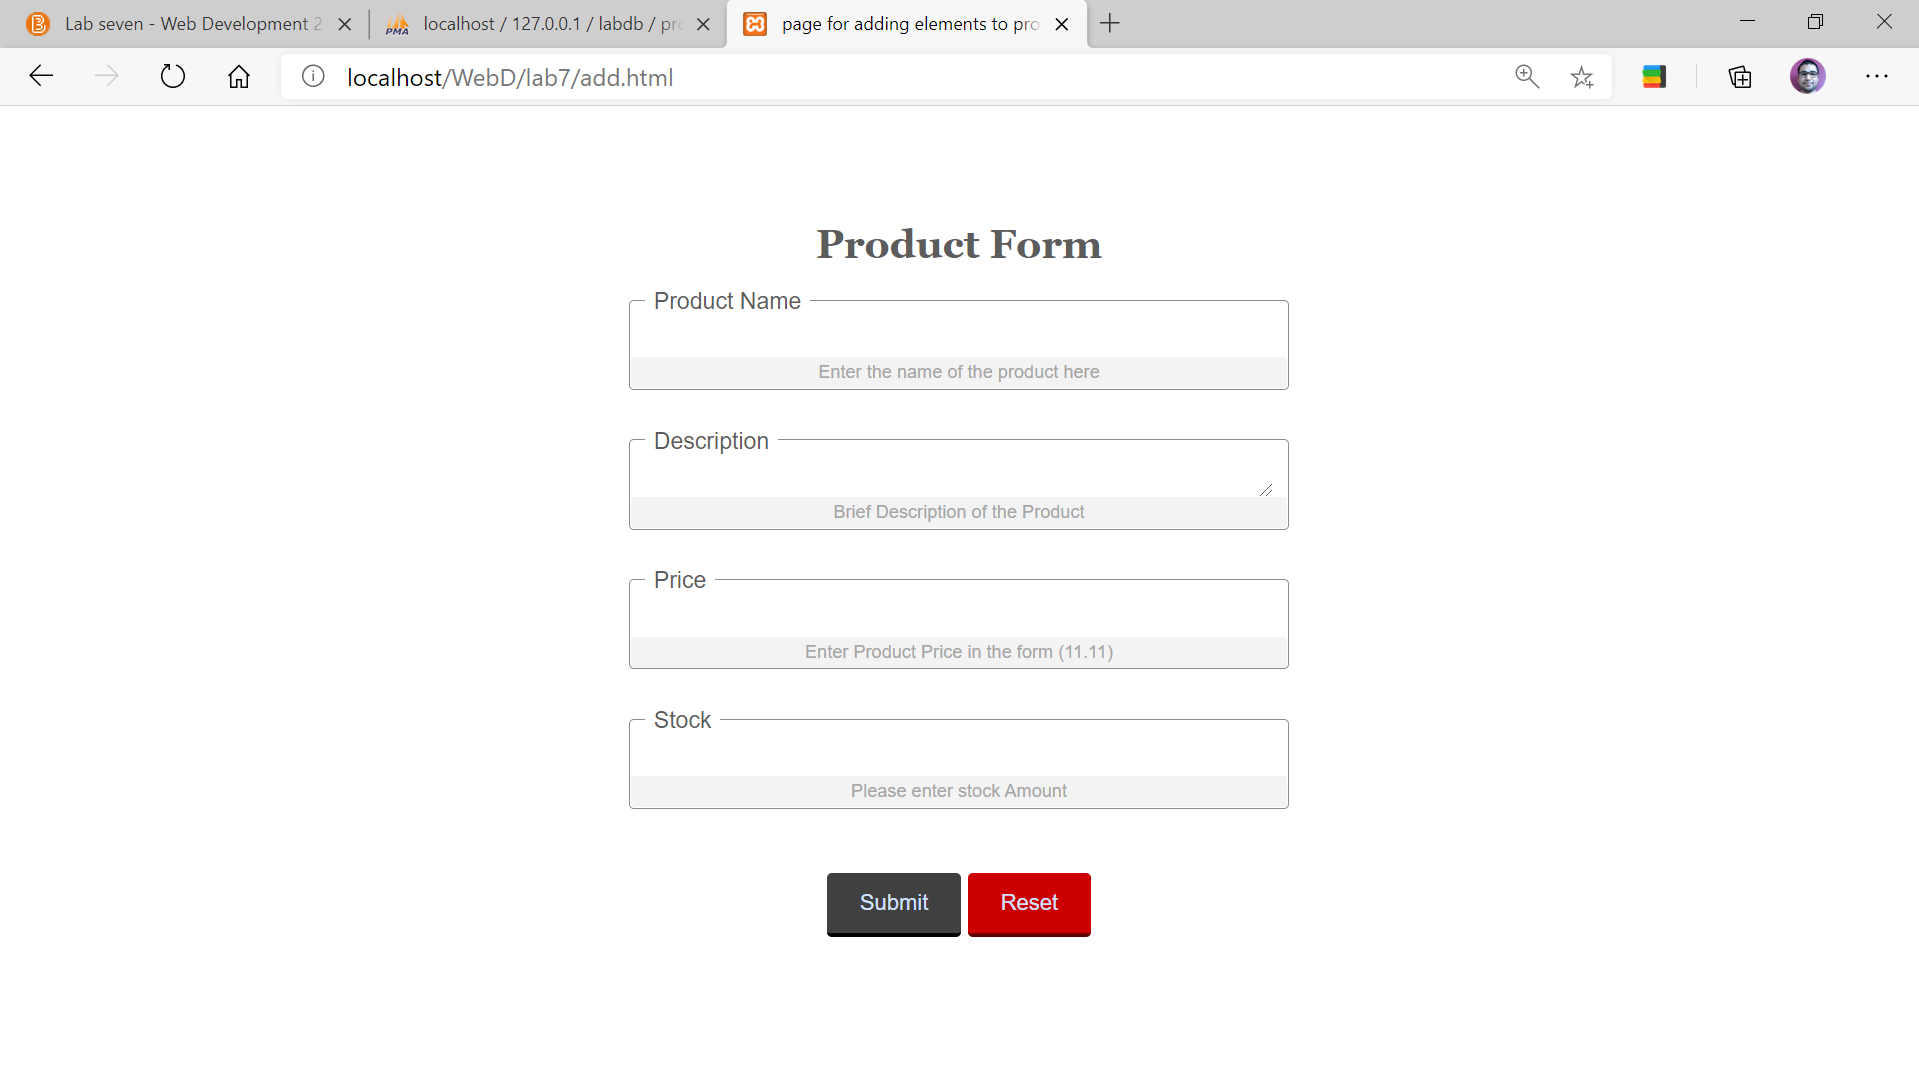 Lab seven - Web Development 2
localhost / 127.0.0.1 / labdb / pro
page for adding elements to pro
localhost/WebD/lab7/add.html
Product Form
Product Name
Enter the name of the product here
Description
Brief Description of the Product
Price
Enter Product Price in the form (11.11)
Stock
Please enter stock Amount
Submit
Reset
PMA